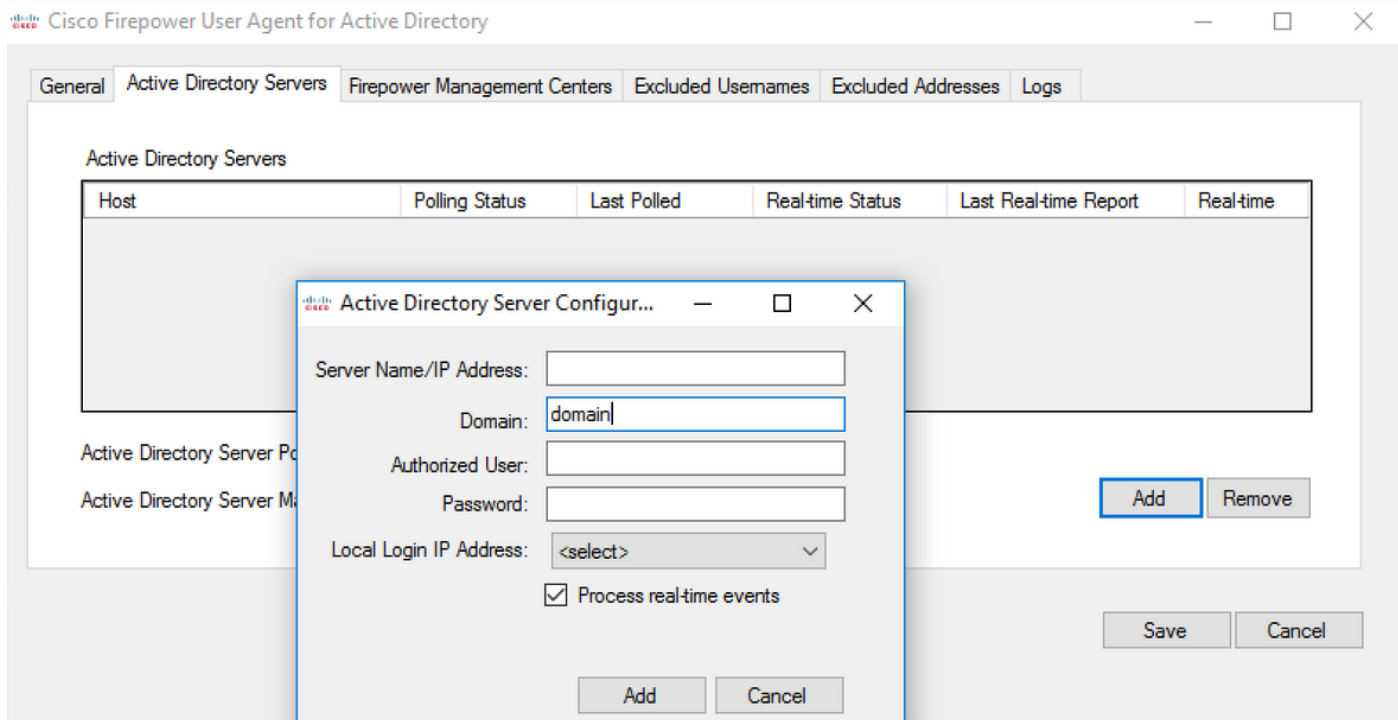 Cisco Firepower User Agent for Active Directory
General Active Directory Servers Firepower Management Centers Excluded Usernames Excluded Addresses Logs
Active Directory Servers
Host Polling Status Last Polled Real-time Status Last Real-time Report Real-time
Active Directory Server Configur...
Server Name/IP Address:
Domain: domain
Authorized User:
Password:
Local Login IP Address: <select>
Process real-time events
Add Cancel
Active Directory Server
Active Directory Server
Add Remove
Save Cancel